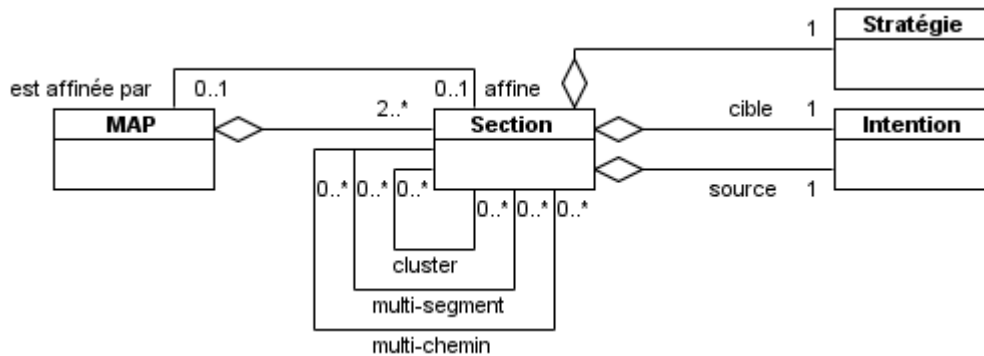 Stratégie
1
est affinée par 0..1 0..1 affine
MAP 2..* Section cible 1 Intention
0..* 0..* 0..* source 1
0..* 0..* 0..*
cluster
multi-segment
multi-chemin